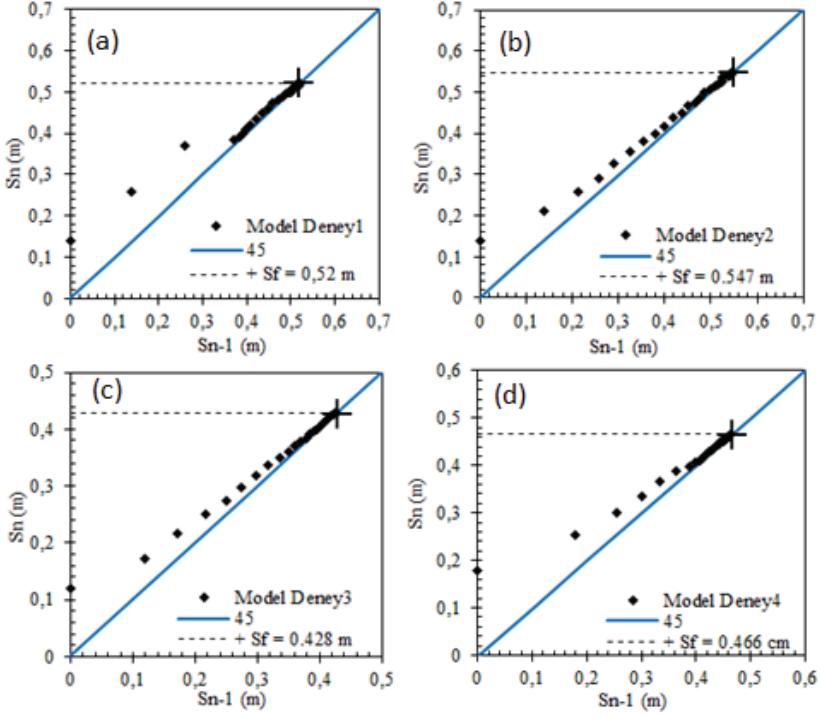 (a)
0,7
0,6
0,5
0,4
0,3
0,2
0,1
0
Sn (m)
Model Deney1
45
+ Sf = 0,52 m
0 0,1 0,2 0,3 0,4 0,5 0,6 0,7
Sn-1 (m)
(b)
0,7
0,6
0,5
0,4
0,3
0,2
0,1
0
Sn (m)
Model Deney2
45
+ Sf = 0.547 m
0 0,1 0,2 0,3 0,4 0,5 0,6 0,7
Sn-1 (m)
(c)
0,5
0,4
0,3
0,2
0,1
0
Sn (m)
Model Deney3
45
+ Sf = 0.428 m
0 0,1 0,2 0,3 0,4 0,5
Sn-1 (m)
(d)
0,6
0,5
0,4
0,3
0,2
0,1
0
Sn (m)
Model Deney4
45
+ Sf = 0.466 cm
0 0,1 0,2 0,3 0,4 0,5 0,6
Sn-1 (m)